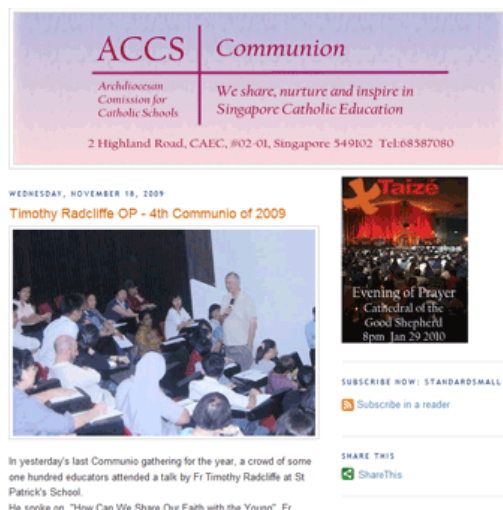 ACCS
Communion
Archdiocesan
Comission for
Catholic Schools
We share, nurture and inspire in
Singapore Catholic Education
2 Highland Road, CAEC, #02-01, Singapore 549102 Tel:68587080
WEDNESDAY, NOVEMBER 18, 2009
Timothy Radcliffe OP - 4th Communio of 2009
In yesterday's last Communio gathering for the year, a crowd of some
one hundred educators attended a talk by Fr Timothy Radcliffe at St
Patrick's School.
He spoke on, "How Can We Share Our Faith with the Young". Fr
Taizé
Evening of Prayer
Cathedral of the
Good Shepherd
8pm Jan 29 2010
SUBSCRIBE NOW: STANDARDSMALL
Subscribe in a reader
SHARE THIS
ShareThis